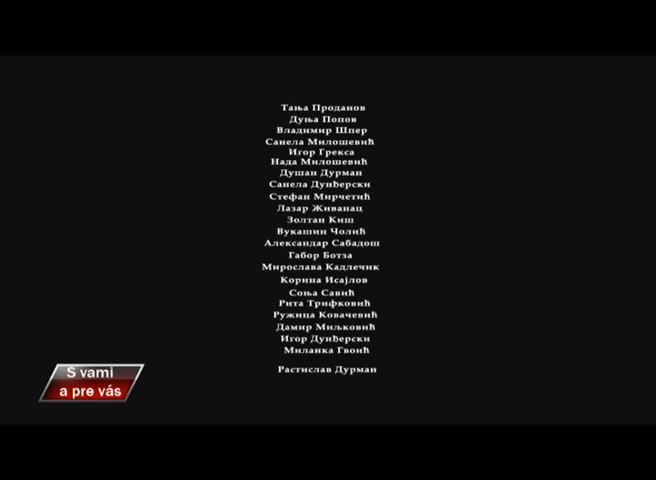 Тања Проданов
Дуња Попов
Владимир Шпер
Санела Милошевић
Игор Грекса
Нада Милошевић
Душан Дурман
Санела Дунђерски
Стефан Мирчетић
Лазар Живанац
Золтан Киш
Вукашин Чолић
Александар Сабадош
Габор Ботза
Мирослава Кадлечик
Корина Исајлов
Соња Савић
Рита Трифковић
Ружица Ковачевић
Дамир Миљковић
Игор Дунђерски
Миланка Гвоић
Растислав Дурман
S vami
a pre vás